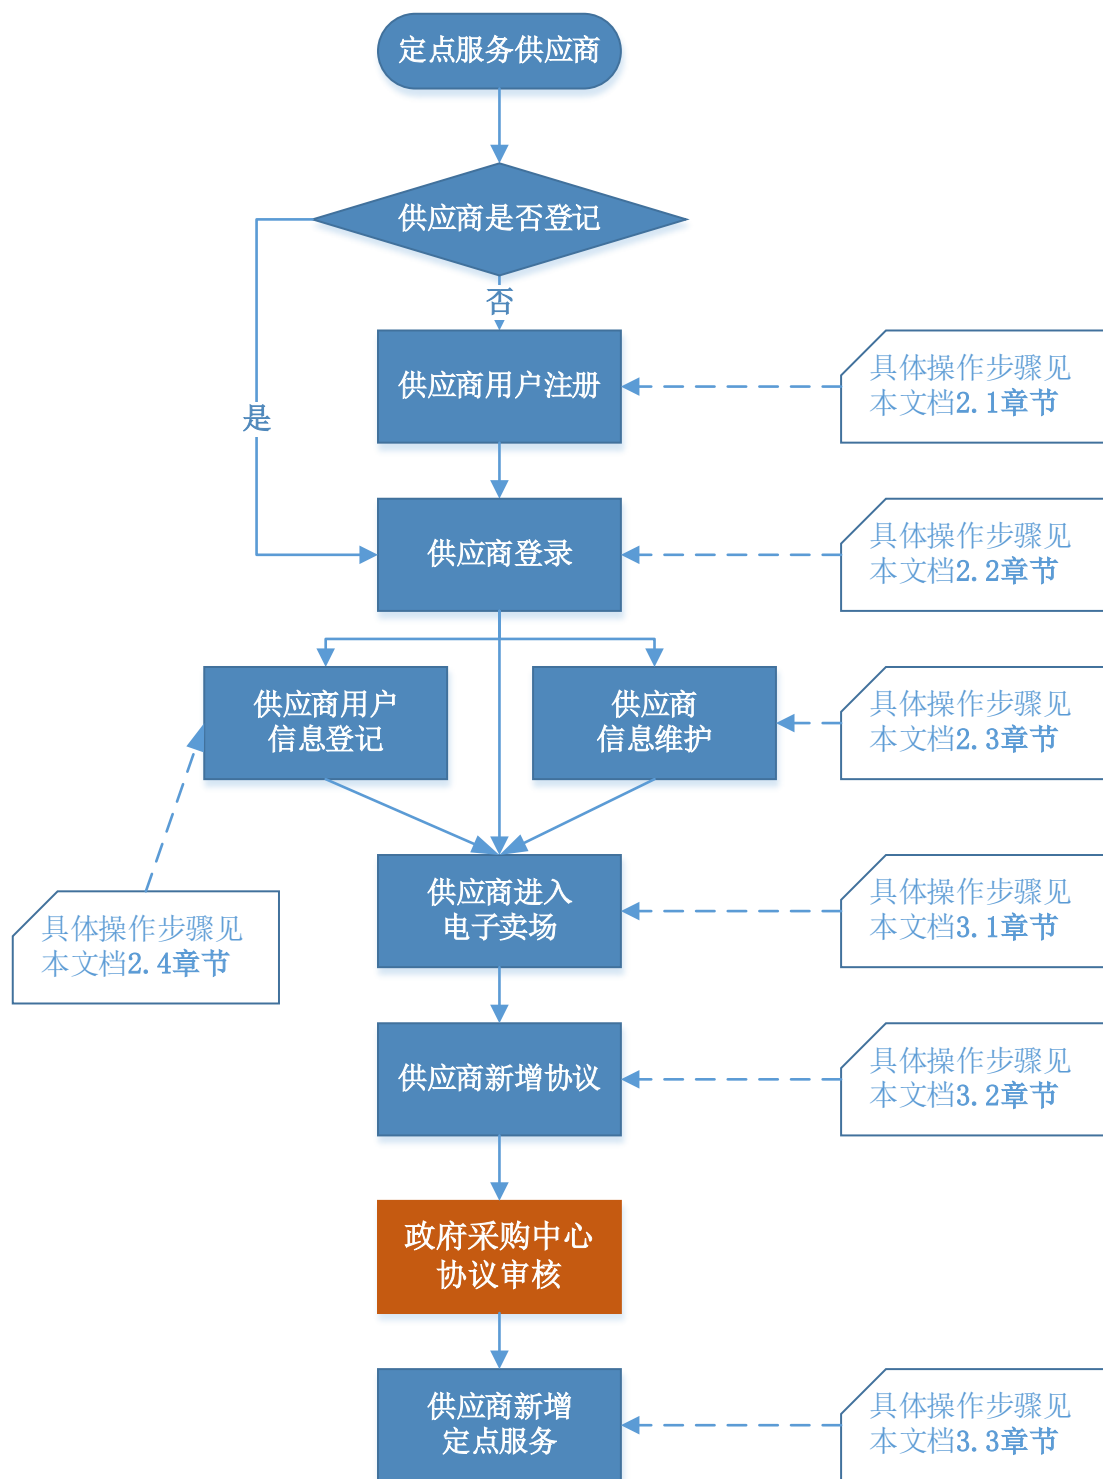 定点服务供应商
供应商是否登记
否
供应商用户注册
具体操作步骤见
本文档2.1章节
是
供应商登录
具体操作步骤见
本文档2.2章节
供应商用户
信息登记
供应商
信息维护
具体操作步骤见
本文档2.3章节
供应商进入
电子卖场
具体操作步骤见
本文档3.1章节
具体操作步骤见
本文档2.4章节
供应商新增协议
具体操作步骤见
本文档3.2章节
政府采购中心
协议审核
供应商新增
定点服务
具体操作步骤见
本文档3.3章节